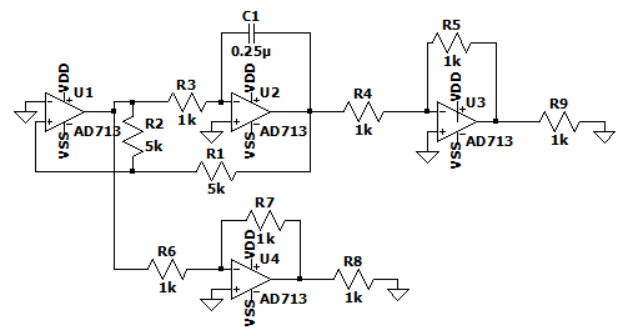 C1
0.25µ
R5
1k
VDD
U1
R3
1k
VDD
U2
R4
1k
VDD
U3
R9
1k
R2
5k
AD713
VSS
AD713
VSS
AD713
VSS
R1
5k
R7
1k
VDD
U4
R6
1k
AD713
VSS
R8
1k